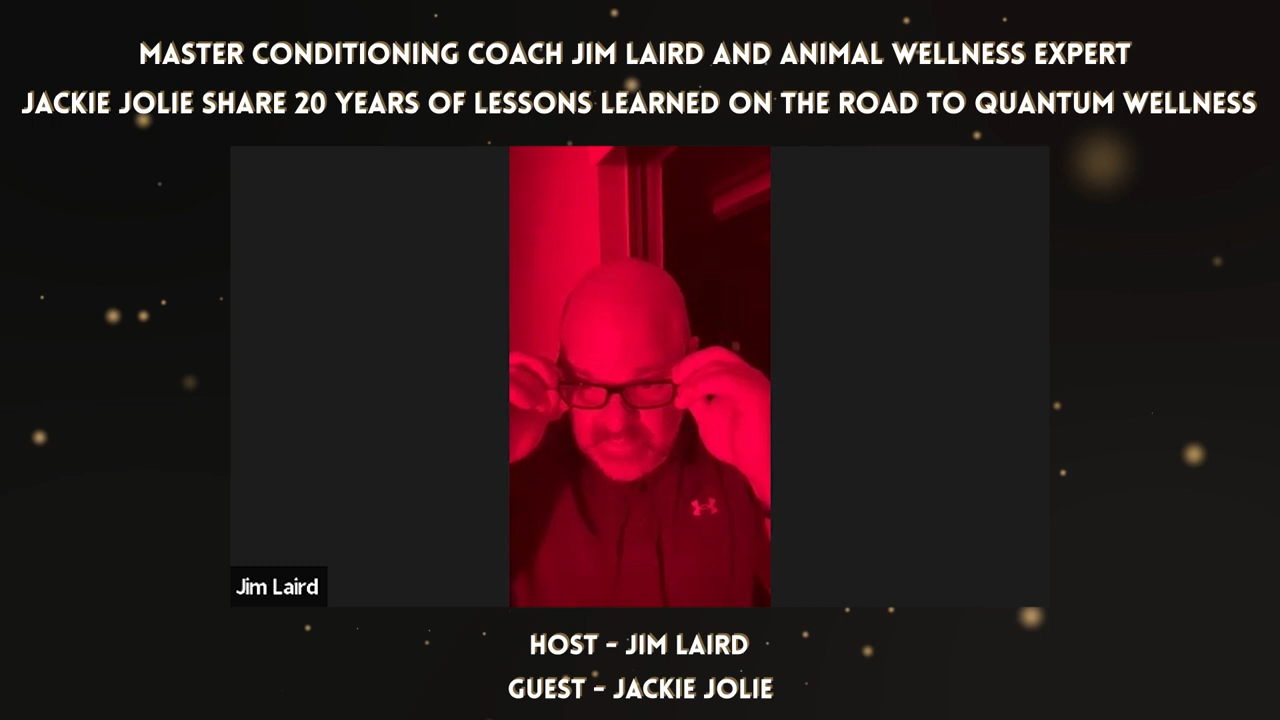 MASTER CONDITIONING COACH JIM LAIRD AND ANIMAL WELLNESS EXPERT
JACKIE JOLIE SHARE 20 YEARS OF LESSONS LEARNED ON THE ROAD TO QUANTUM WELLNESS
Jim Laird
HOST - JIM LAIRD
GUEST - JACKIE JOLIE